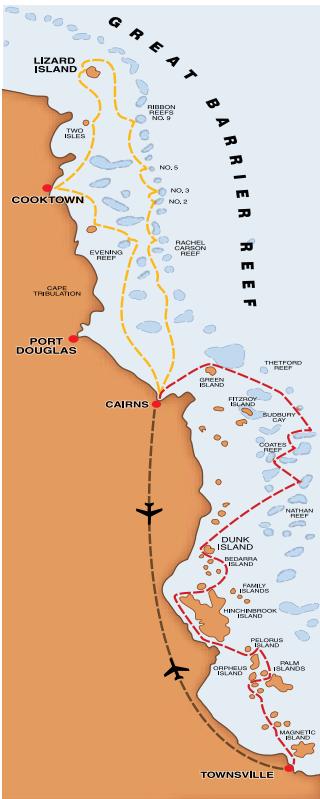 GREAT BARRIER REEF
LIZARD
ISLAND
RIBBON
REEFS
NO. 9
TWO
ISLES
NO. 5
NO. 3
NO. 2
COOKTOWN
EVENING
REEF
RACHEL
CARSON
REEF
CAPE
TRIBULATION
PORT
DOUGLAS
THETFORD
REEF
GREEN
ISLAND
CAIRNS
FITZROY
ISLAND
SUDBURY
CAY
COATES
REEF
NATHAN
REEF
DUNK
ISLAND
BEDARRA
ISLAND
FAMILY
ISLANDS
HINCHINBROOK
ISLAND
PELORUS
ISLAND
ORPHEUS
ISLAND
PALM
ISLANDS
MAGNETIC
ISLAND
TOWNSVILLE